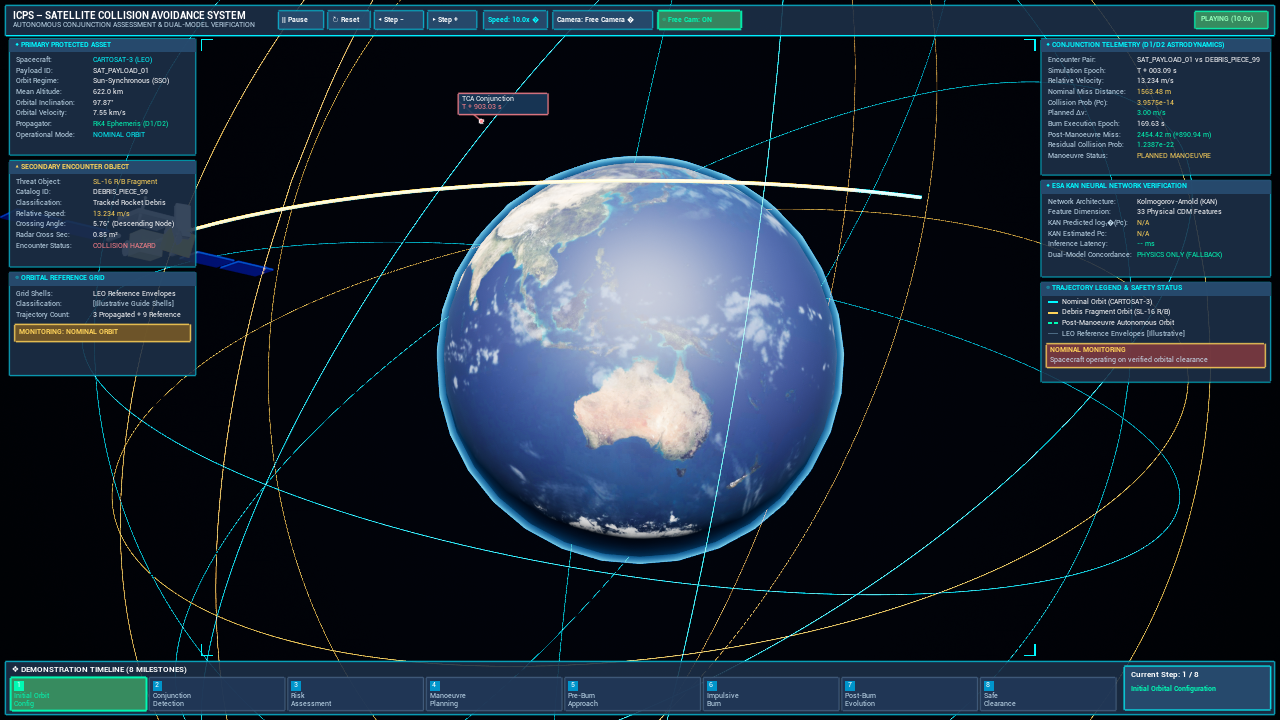 ICPS – SATELLITE COLLISION AVOIDANCE SYSTEM
AUTONOMOUS CONJUNCTION ASSESSMENT & DUAL-MODEL VERIFICATION
|| Pause
↻ Reset
◂ Step −
▸ Step +
Speed: 10.0x �
Camera: Free Camera �
Free Cam: ON
PLAYING (10.0x)
• PRIMARY PROTECTED ASSET
Spacecraft: CARTOSAT-3 (LEO)
Payload ID: SAT_PAYLOAD_01
Orbit Regime: Sun-Synchronous (SSO)
Mean Altitude: 622.0 km
Orbital Inclination: 97.87°
Orbital Velocity: 7.55 km/s
Propagator: RK4 Ephemeris (D1/D2)
Operational Mode: NOMINAL ORBIT
• SECONDARY ENCOUNTER OBJECT
Threat Object: SL-16 R/B Fragment
Catalog ID: DEBRIS_PIECE_99
Classification: Tracked Rocket Debris
Relative Speed: 13.234 m/s
Crossing Angle: 5.76° (Descending Node)
Radar Cross Sec: 0.85 m²
Encounter Status: COLLISION HAZARD
ORBITAL REFERENCE GRID
Grid Shells: LEO Reference Envelopes
Classification: [Illustrative Guide Shells]
Trajectory Count: 3 Propagated + 9 Reference
MONITORING: NOMINAL ORBIT
TCA Conjunction
T + 903.03 s
• CONJUNCTION TELEMETRY (D1/D2 ASTRODYNAMICS)
Encounter Pair: SAT_PAYLOAD_01 vs DEBRIS_PIECE_99
Simulation Epoch: T + 003.09 s
Relative Velocity: 13.234 m/s
Nominal Miss Distance: 1563.48 m
Collision Prob (Pc): 3.9575e-14
Planned Δv: 3.00 m/s
Burn Execution Epoch: 169.63 s
Post-Manoeuvre Miss: 2454.42 m (+890.94 m)
Residual Collision Prob: 1.2387e-22
Manoeuvre Status: PLANNED MANOEUVRE
• ESA KAN NEURAL NETWORK VERIFICATION
Network Architecture: Kolmogorov-Arnold (KAN)
Feature Dimension: 33 Physical CDM Features
KAN Predicted log₁�(Pc): N/A
KAN Estimated Pc: N/A
Inference Latency: -- ms
Dual-Model Concordance: PHYSICS ONLY (FALLBACK)
TRAJECTORY LEGEND & SAFETY STATUS
Nominal Orbit (CARTOSAT-3)
Debris Fragment Orbit (SL-16 R/B)
Post-Manoeuvre Autonomous Orbit
LEO Reference Envelopes [Illustrative]
NOMINAL MONITORING
Spacecraft operating on verified orbital clearance
❖ DEMONSTRATION TIMELINE (8 MILESTONES)
1
Initial Orbit
Config
2
Conjunction
Detection
3
Risk
Assessment
4
Manoeuvre
Planning
5
Pre-Burn
Approach
6
Impulsive
Burn
7
Post-Burn
Evolution
8
Safe
Clearance
Current Step: 1 / 8
Initial Orbital Configuration